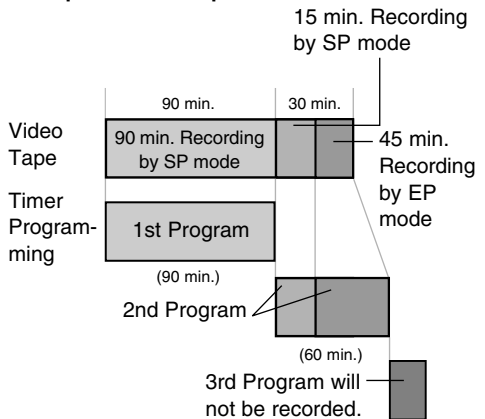 15 min. Recording
by SP mode
90 min.
30 min.
Video
Tape
90 min. Recording
by SP mode
45 min.
Recording
by EP
mode
Timer
Program-
ming
1st Program
(90 min.)
2nd Program
(60 min.)
3rd Program will
not be recorded.